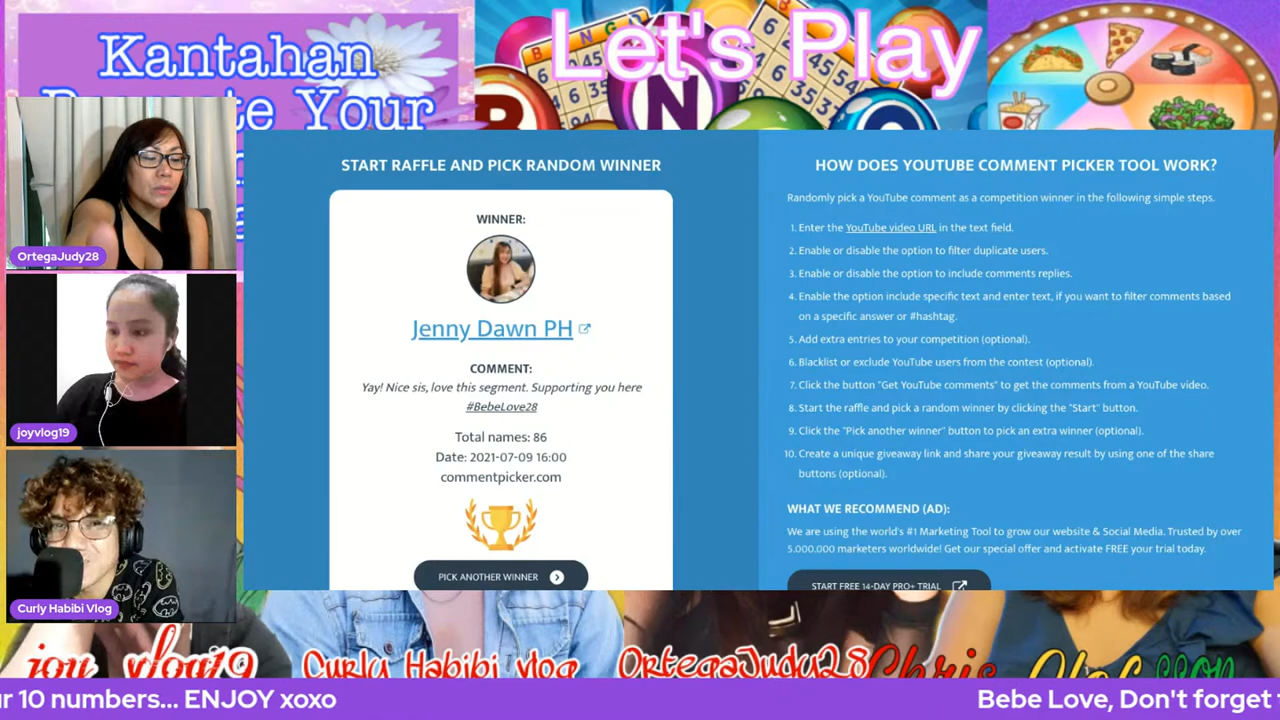 Kantahan
Your
Let's Play
BINGO
N
OrtegaJudy28
joyvlog19
Curly Habibi Vlog
START RAFFLE AND PICK RANDOM WINNER
WINNER:
Jenny Dawn PH
COMMENT:
Yay! Nice sis, love this segment. Supporting you here
#BebeLove28
Total names: 86
Date: 2021-07-09 16:00
commentpicker.com
PICK ANOTHER WINNER
HOW DOES YOUTUBE COMMENT PICKER TOOL WORK?
Randomly pick a YouTube comment as a competition winner in the following simple steps.
1. Enter the YouTube video URL in the text field.
2. Enable or disable the option to filter duplicate users.
3. Enable or disable the option to include comments replies.
4. Enable the option include specific text and enter text, if you want to filter comments based
on a specific answer or #hashtag.
5. Add extra entries to your competition (optional).
6. Blacklist or exclude YouTube users from the contest (optional).
7. Click the button "Get YouTube comments" to get the comments from a YouTube video.
8. Start the raffle and pick a random winner by clicking the "Start" button.
9. Click the "Pick another winner" button to pick an extra winner (optional).
10. Create a unique giveaway link and share your giveaway result by using one of the share
buttons (optional).
WHAT WE RECOMMEND (AD):
We are using the world's #1 Marketing Tool to grow our website & Social Media. Trusted by over
5.000.000 marketers worldwide! Get our special offer and activate FREE your trial today.
START FREE 14-DAY PRO+ TRIAL
joy vlog19
Curly Habibi vlog
OrtegaJudy28
Chris
10 numbers... ENJOY xoxo
Bebe Love, Don't forget